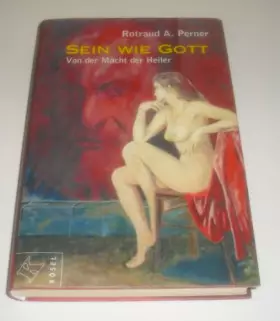 Rotraud A. Perner
SEIN WIE GOTT
Von der Macht der Heiler
KÖSEL